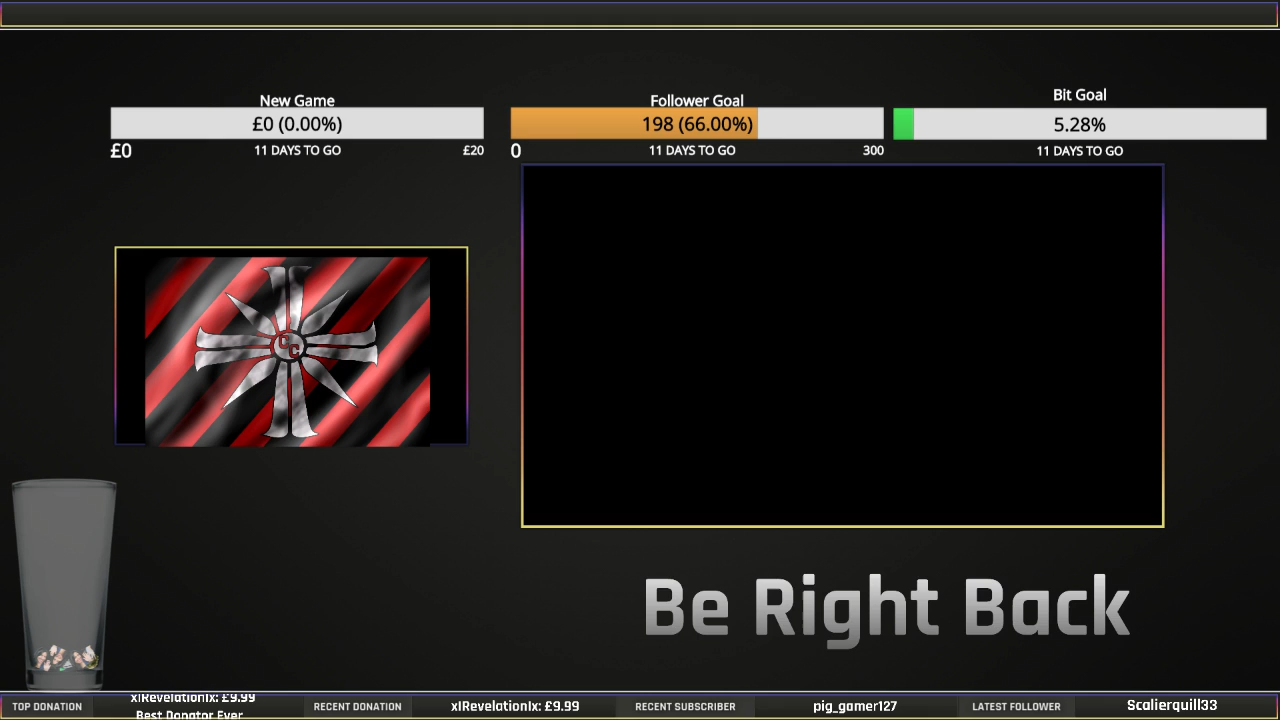 New Game
£0 (0.00%)
£0
11 DAYS TO GO
£20
Follower Goal
198 (66.00%)
0
11 DAYS TO GO
300
Bit Goal
5.28%
11 DAYS TO GO
CC
Be Right Back
TOP DONATION
xIRevelationIx: £9.99
Best Donator Ever
RECENT DONATION
xIRevelationIx: £9.99
RECENT SUBSCRIBER
pig_gamer127
LATEST FOLLOWER
Scalierquill33